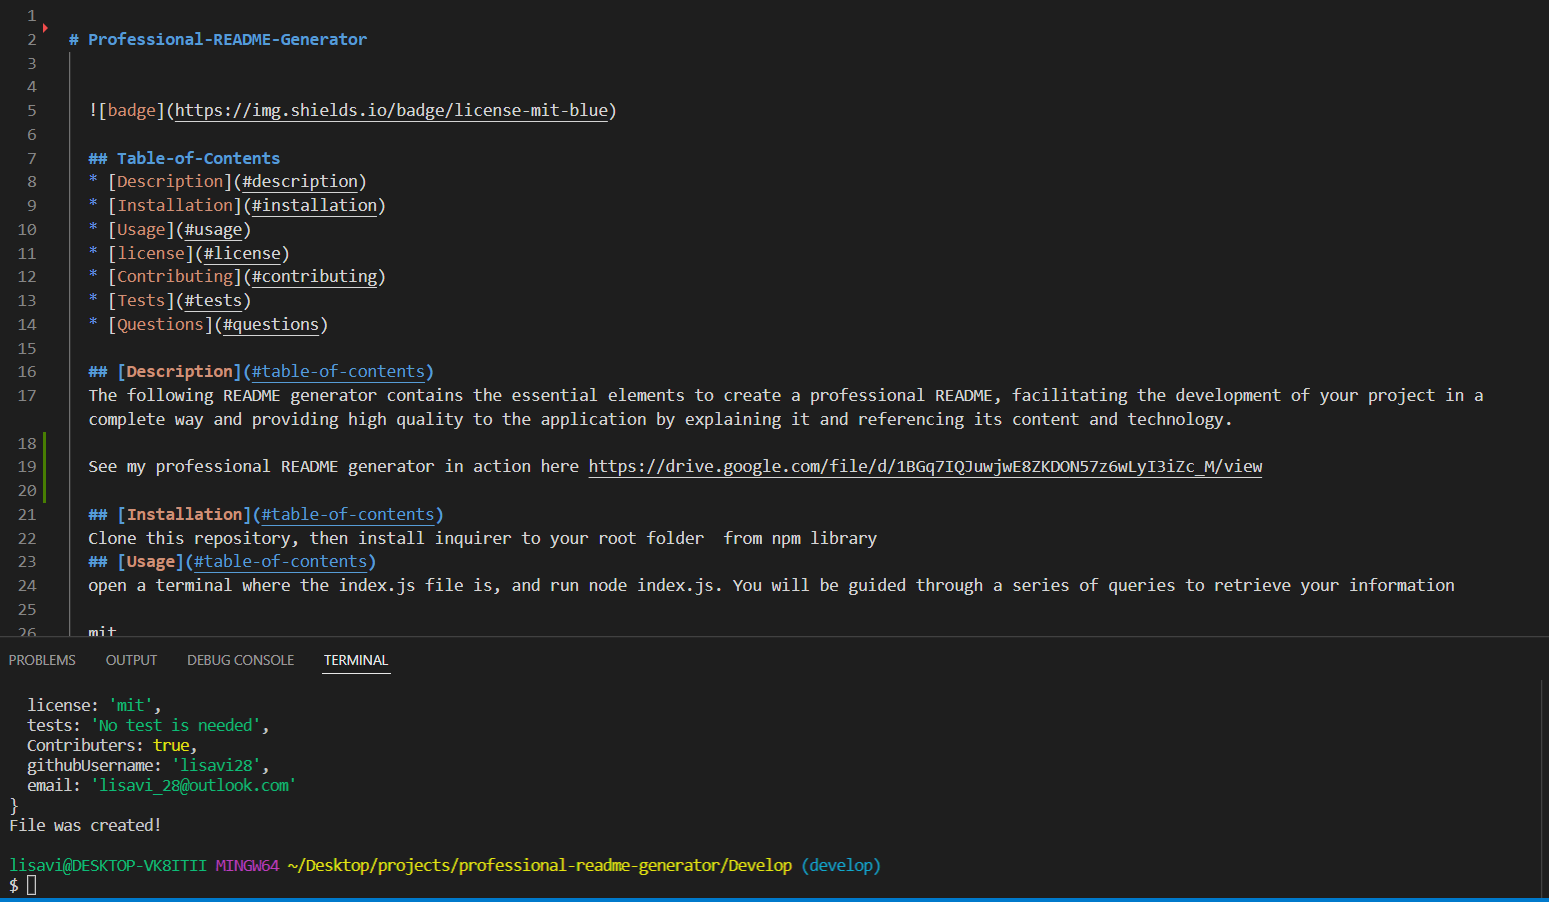 1
2 # Professional-README-Generator
3
4
5 ![badge](https://img.shields.io/badge/license-mit-blue)
6
7 ## Table-of-Contents
8 * [Description](#description)
9 * [Installation](#installation)
10 * [Usage](#usage)
11 * [license](#license)
12 * [Contributing](#contributing)
13 * [Tests](#tests)
14 * [Questions](#questions)
15
16 ## [Description](#table-of-contents)
17 The following README generator contains the essential elements to create a professional README, facilitating the development of your project in a
complete way and providing high quality to the application by explaining it and referencing its content and technology.
18
19 See my professional README generator in action here https://drive.google.com/file/d/1BGq7IQJuwjwE8ZKDON57z6wLyI3iZc_M/view
20
21 ## [Installation](#table-of-contents)
22 Clone this repository, then install inquirer to your root folder  from npm library
23 ## [Usage](#table-of-contents)
24 open a terminal where the index.js file is, and run node index.js. You will be guided through a series of queries to retrieve your information
25
26 mit
PROBLEMS OUTPUT DEBUG CONSOLE TERMINAL
license: 'mit',
tests: 'No test is needed',
Contributers: true,
githubUsername: 'lisavi28',
email: 'lisavi_28@outlook.com'
}
File was created!
lisavi@DESKTOP-VK8ITII MINGW64 ~/Desktop/projects/professional-readme-generator/Develop (develop)
$